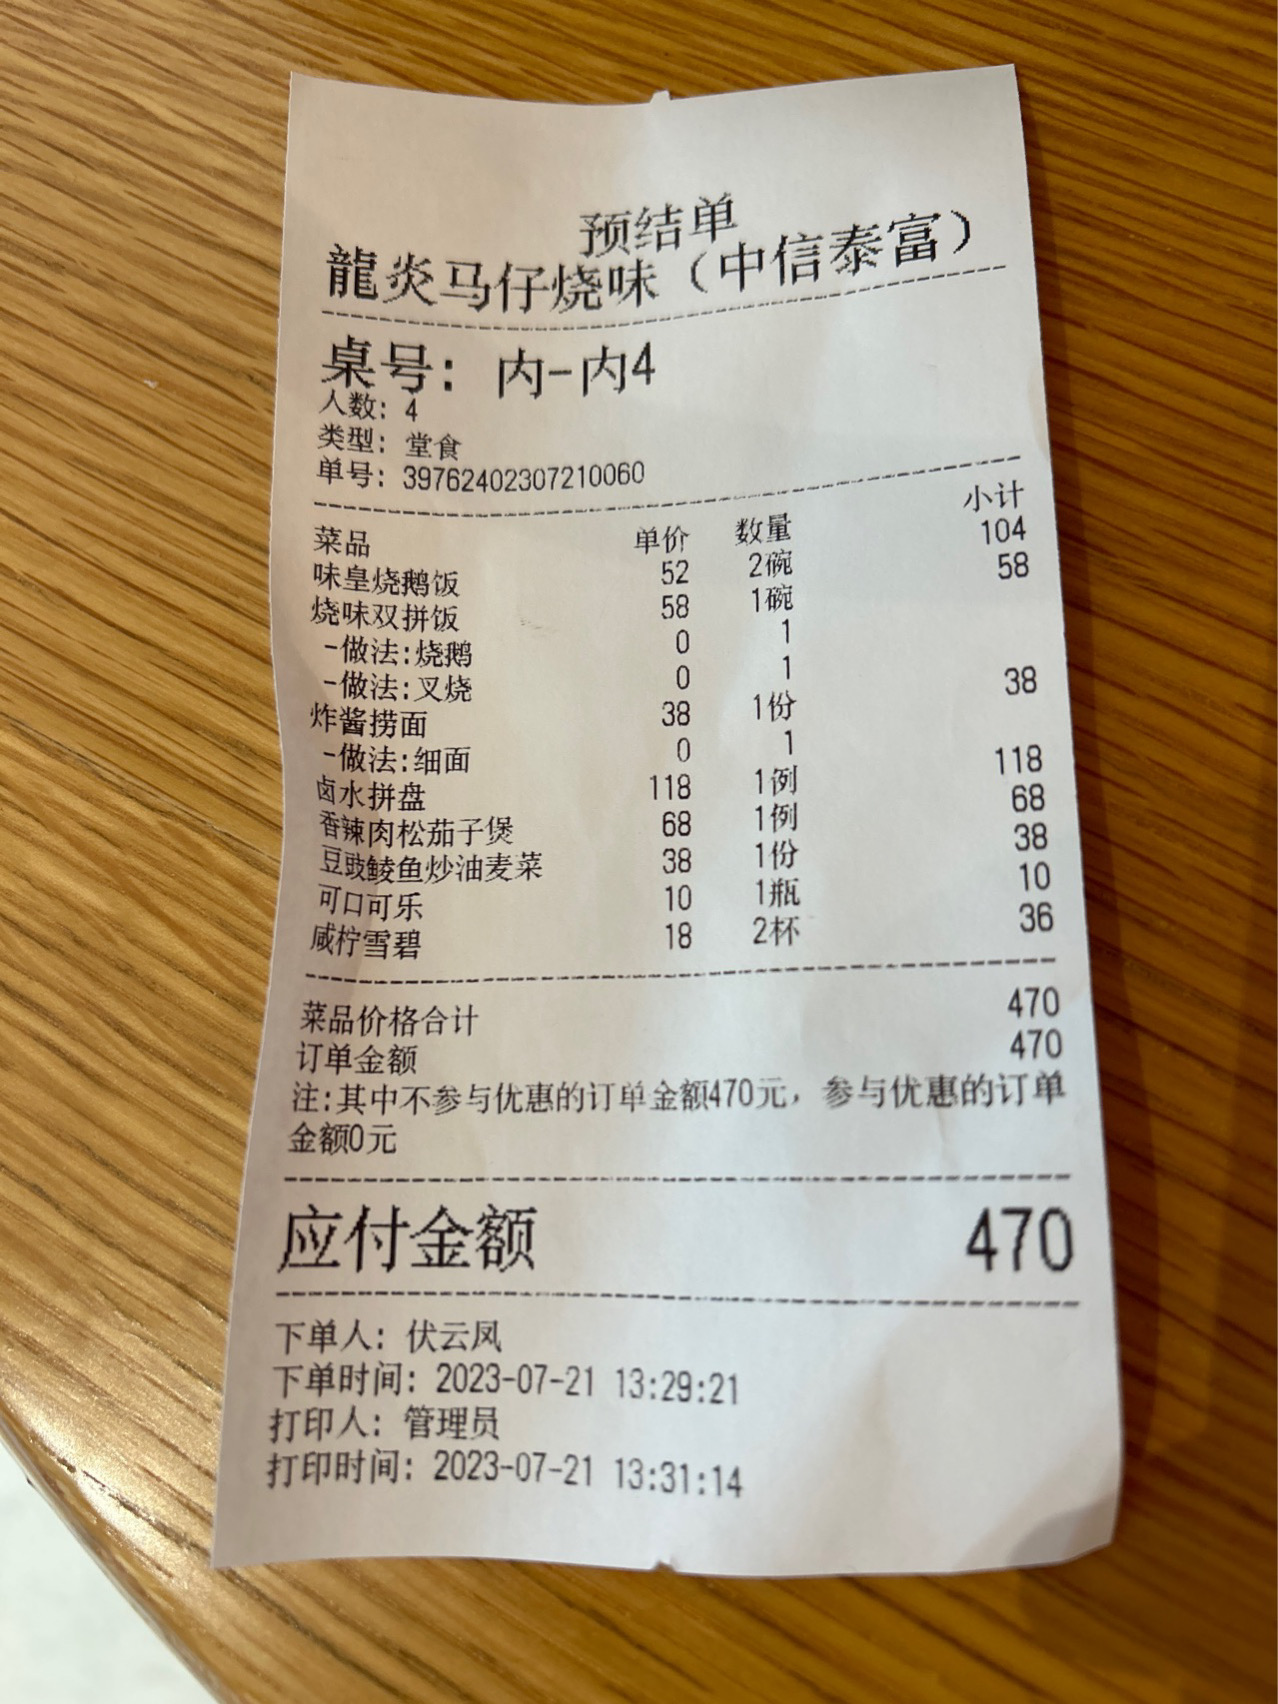 预结单
龍炎马仔烧味（中信泰富）
桌号: 内-内4
人数: 4
类型: 堂食
单号: 39762402307210060
菜品 单价 数量 小计
味皇烧鹅饭 52 2碗 104
烧味双拼饭 58 1碗 58
-做法:烧鹅 0 1
-做法:叉烧 0 1
炸酱捞面 38 1份 38
-做法:细面 0 1
卤水拼盘 118 1例 118
香辣肉松茄子煲 68 1例 68
豆豉鲮鱼炒油麦菜 38 1份 38
可口可乐 10 1瓶 10
咸柠雪碧 18 2杯 36
菜品价格合计 470
订单金额 470
注:其中不参与优惠的订单金额470元，参与优惠的订单
金额0元
应付金额 470
下单人: 伏云凤
下单时间: 2023-07-21 13:29:21
打印人: 管理员
打印时间: 2023-07-21 13:31:14